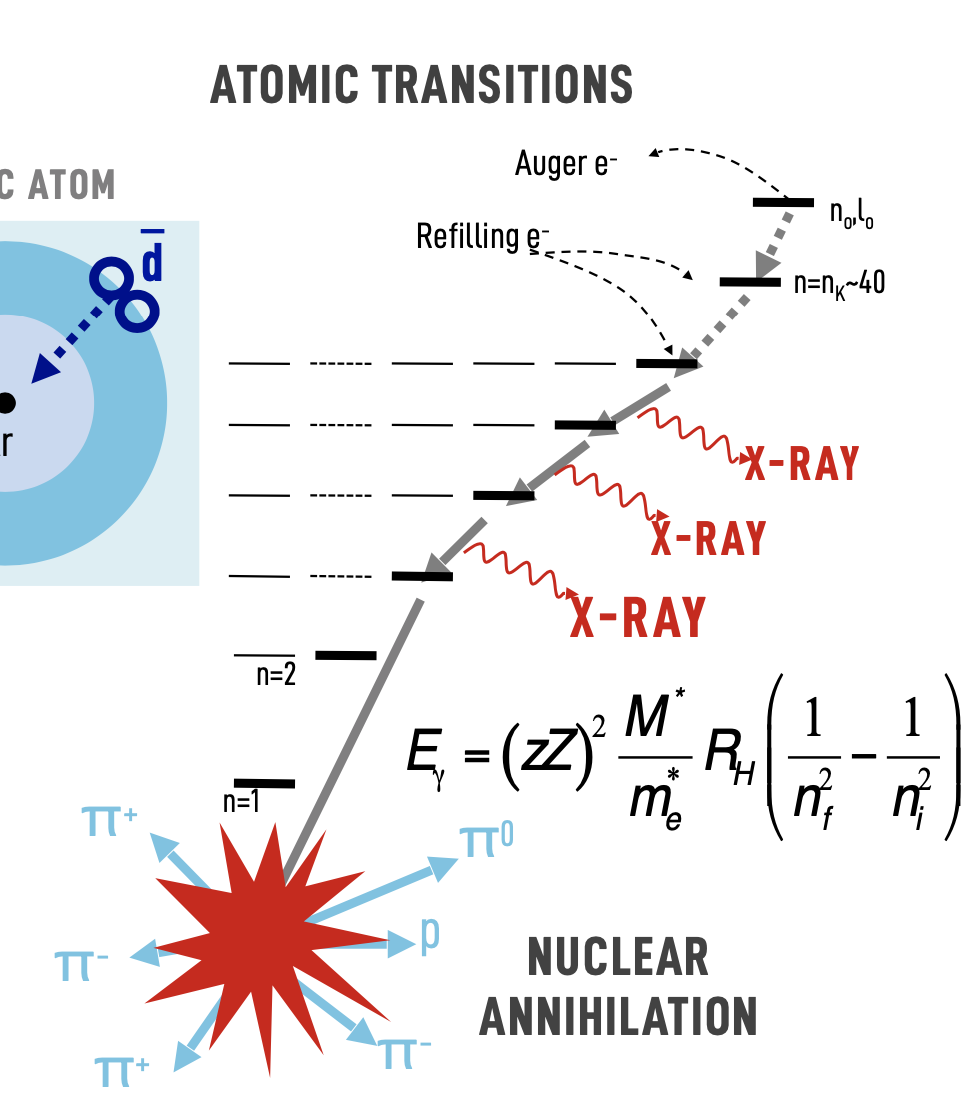 ATOMIC TRANSITIONS
Auger e⁻
C ATOM
n₀,l₀
d̅
Refilling e⁻
n=n_K~40
r
X-RAY
X-RAY
X-RAY
n=2
E_γ = (zZ)² M*/m_e* R_H (1/n_f² − 1/n_i²)
n=1
π⁺
π⁰
p
π⁻
NUCLEAR
ANNIHILATION
π⁺
π⁻